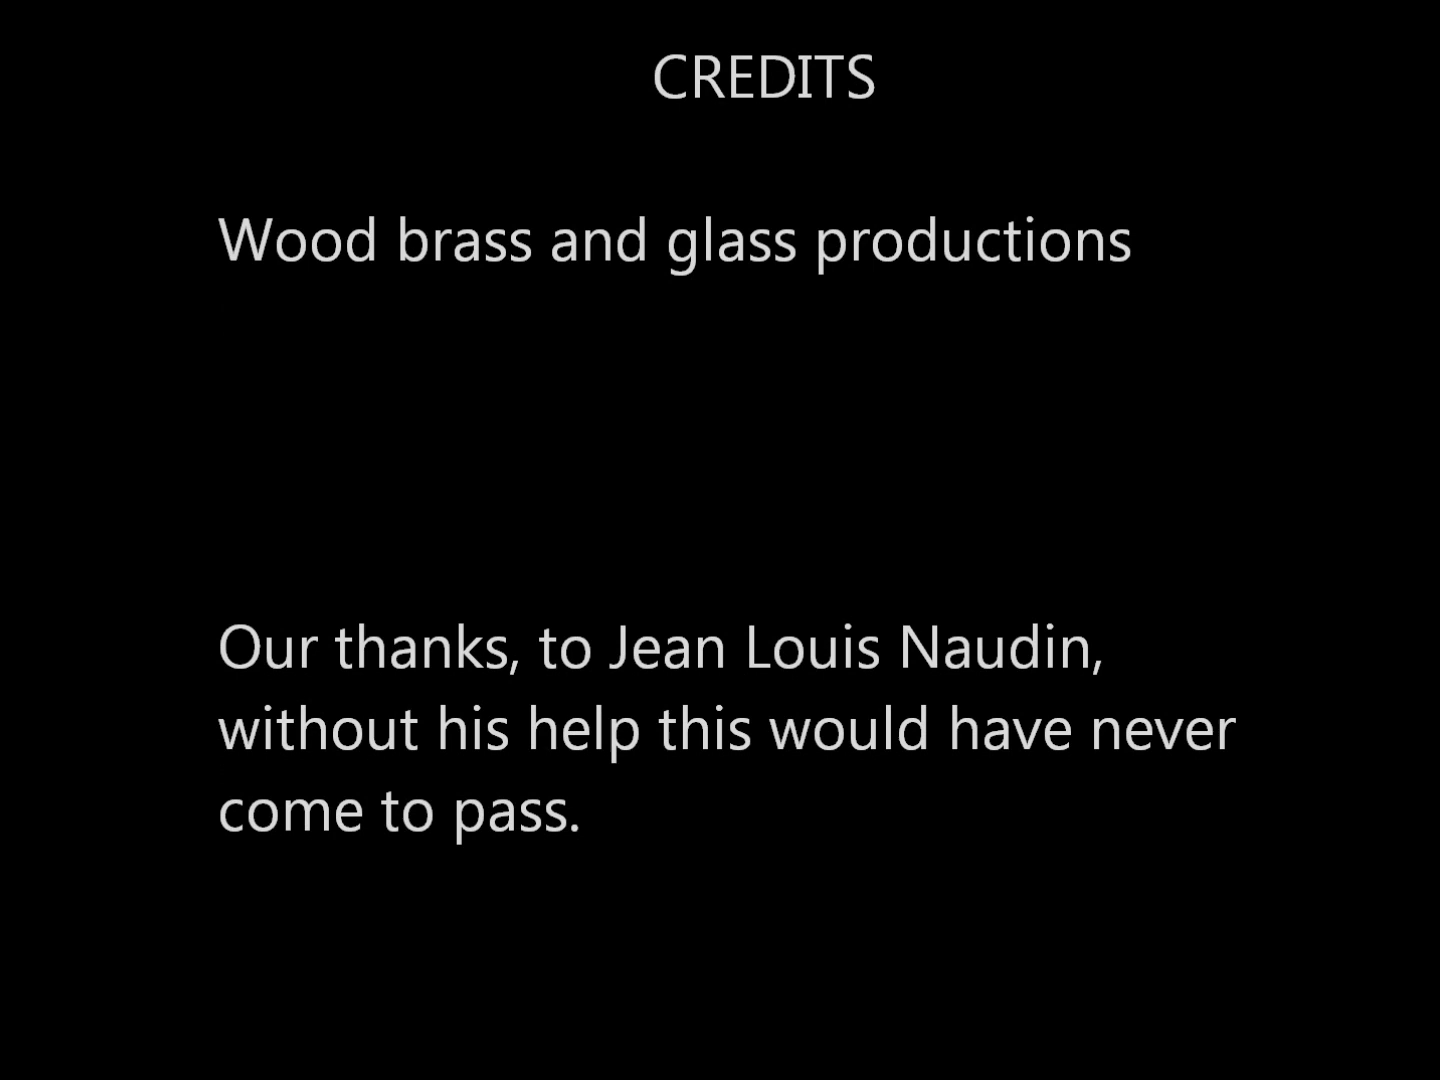 CREDITS
Wood brass and glass productions
Our thanks, to Jean Louis Naudin,
without his help this would have never
come to pass.